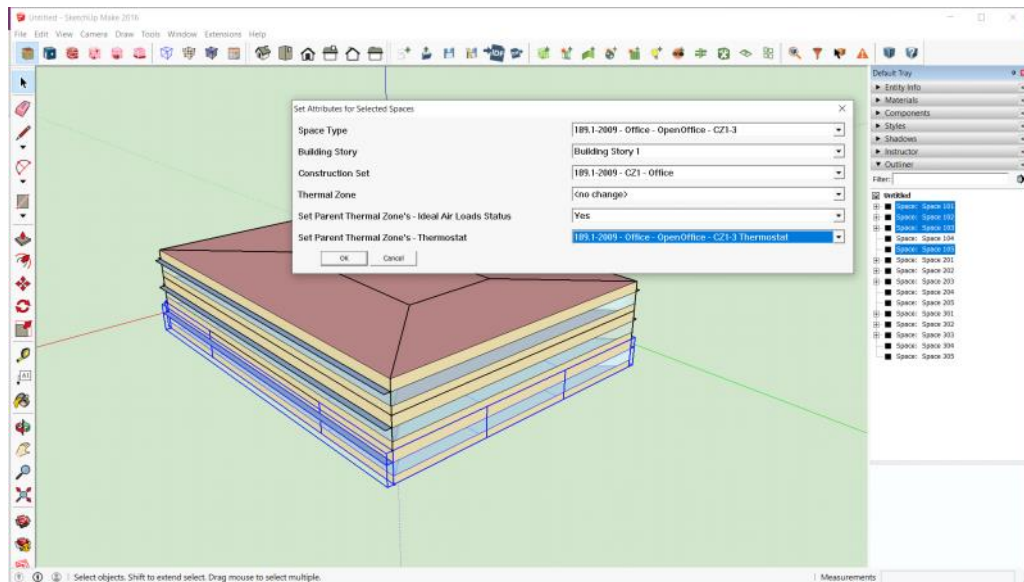 Untitled - SketchUp Make 2016
File Edit View Camera Draw Tools Window Extensions Help
Default Tray
Entity Info
Materials
Components
Styles
Shadows
Instructor
Outliner
Filter:
Untitled
Space: Space 101
Space: Space 102
Space: Space 103
Space: Space 104
Space: Space 105
Space: Space 201
Space: Space 202
Space: Space 203
Space: Space 204
Space: Space 205
Space: Space 301
Space: Space 302
Space: Space 303
Space: Space 304
Space: Space 305
Set Attributes for Selected Spaces
Space Type 189.1-2009 - Office - OpenOffice - CZ1-3
Building Story Building Story 1
Construction Set 189.1-2009 - CZ1 - Office
Thermal Zone <no change>
Set Parent Thermal Zone's - Ideal Air Loads Status Yes
Set Parent Thermal Zone's - Thermostat 189.1-2009 - Office - OpenOffice - CZ1-3 Thermostat
OK Cancel
Select objects. Shift to extend select. Drag mouse to select multiple.
Measurements